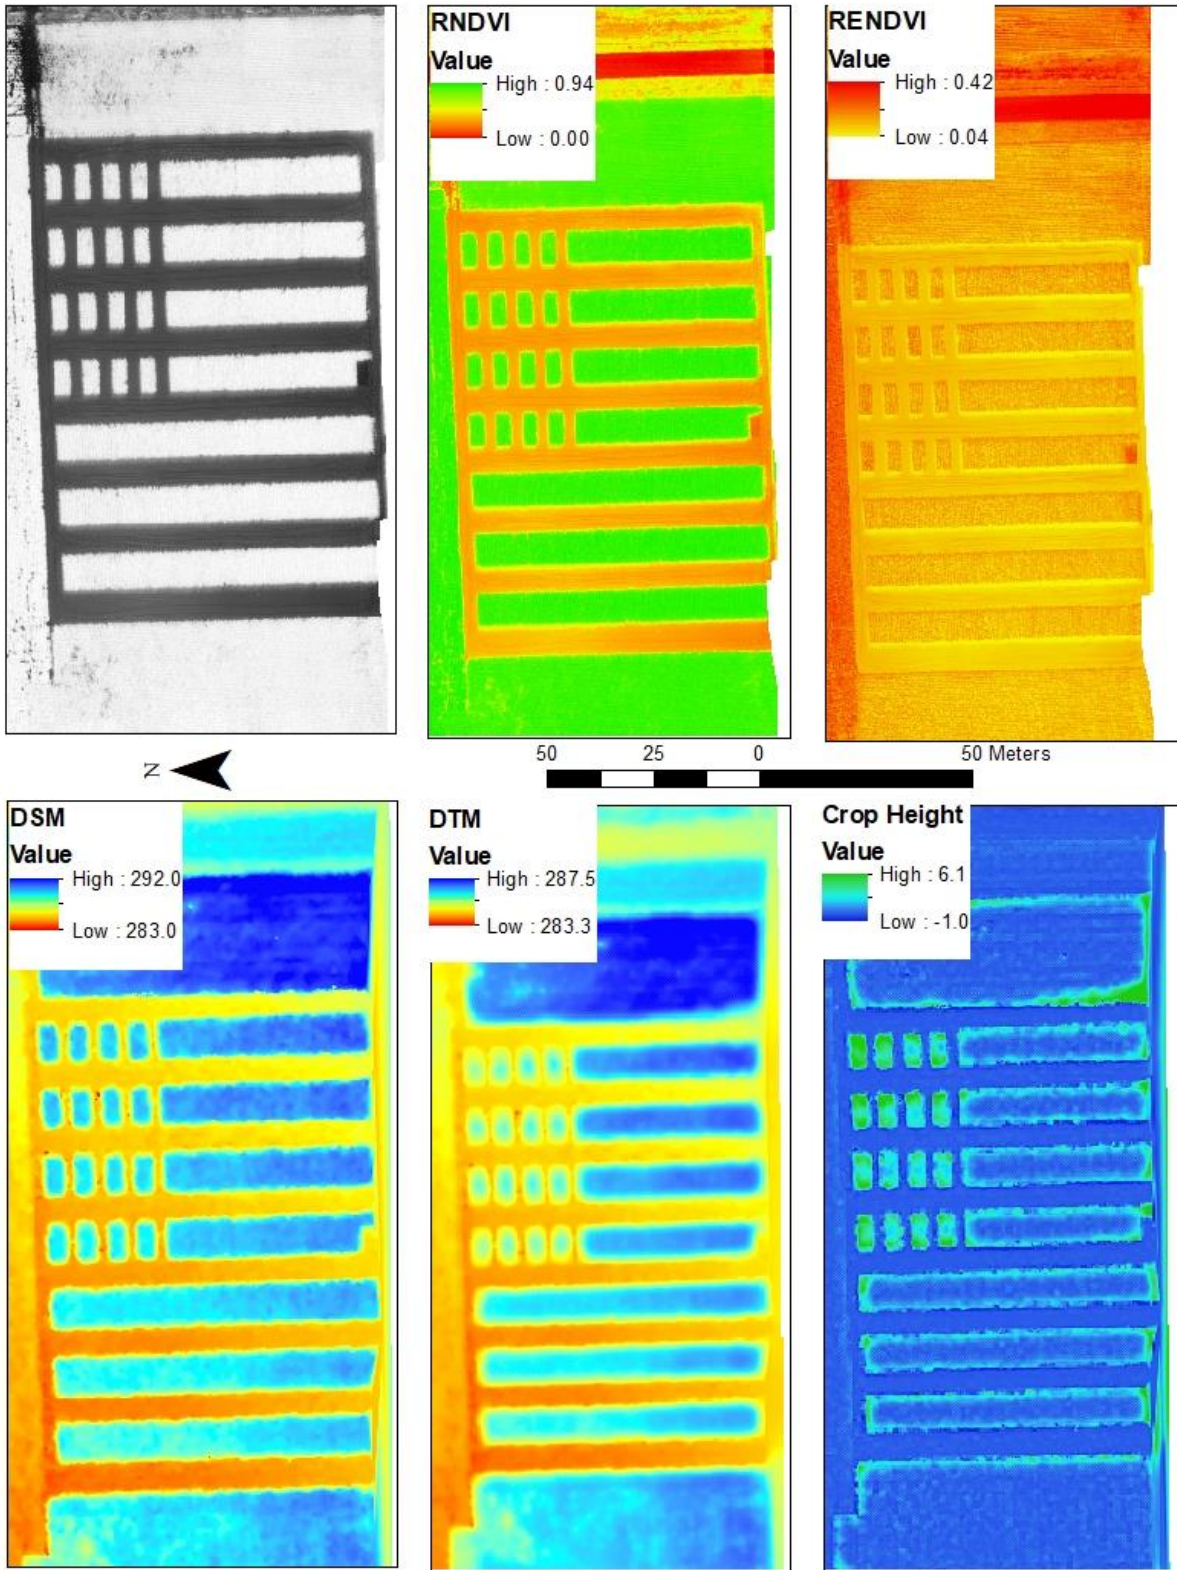 RNDVI
Value
High : 0.94
Low : 0.00
RENDVI
Value
High : 0.42
Low : 0.04
N
50 25 0 50 Meters
DSM
Value
High : 292.0
Low : 283.0
DTM
Value
High : 287.5
Low : 283.3
Crop Height
Value
High : 6.1
Low : -1.0